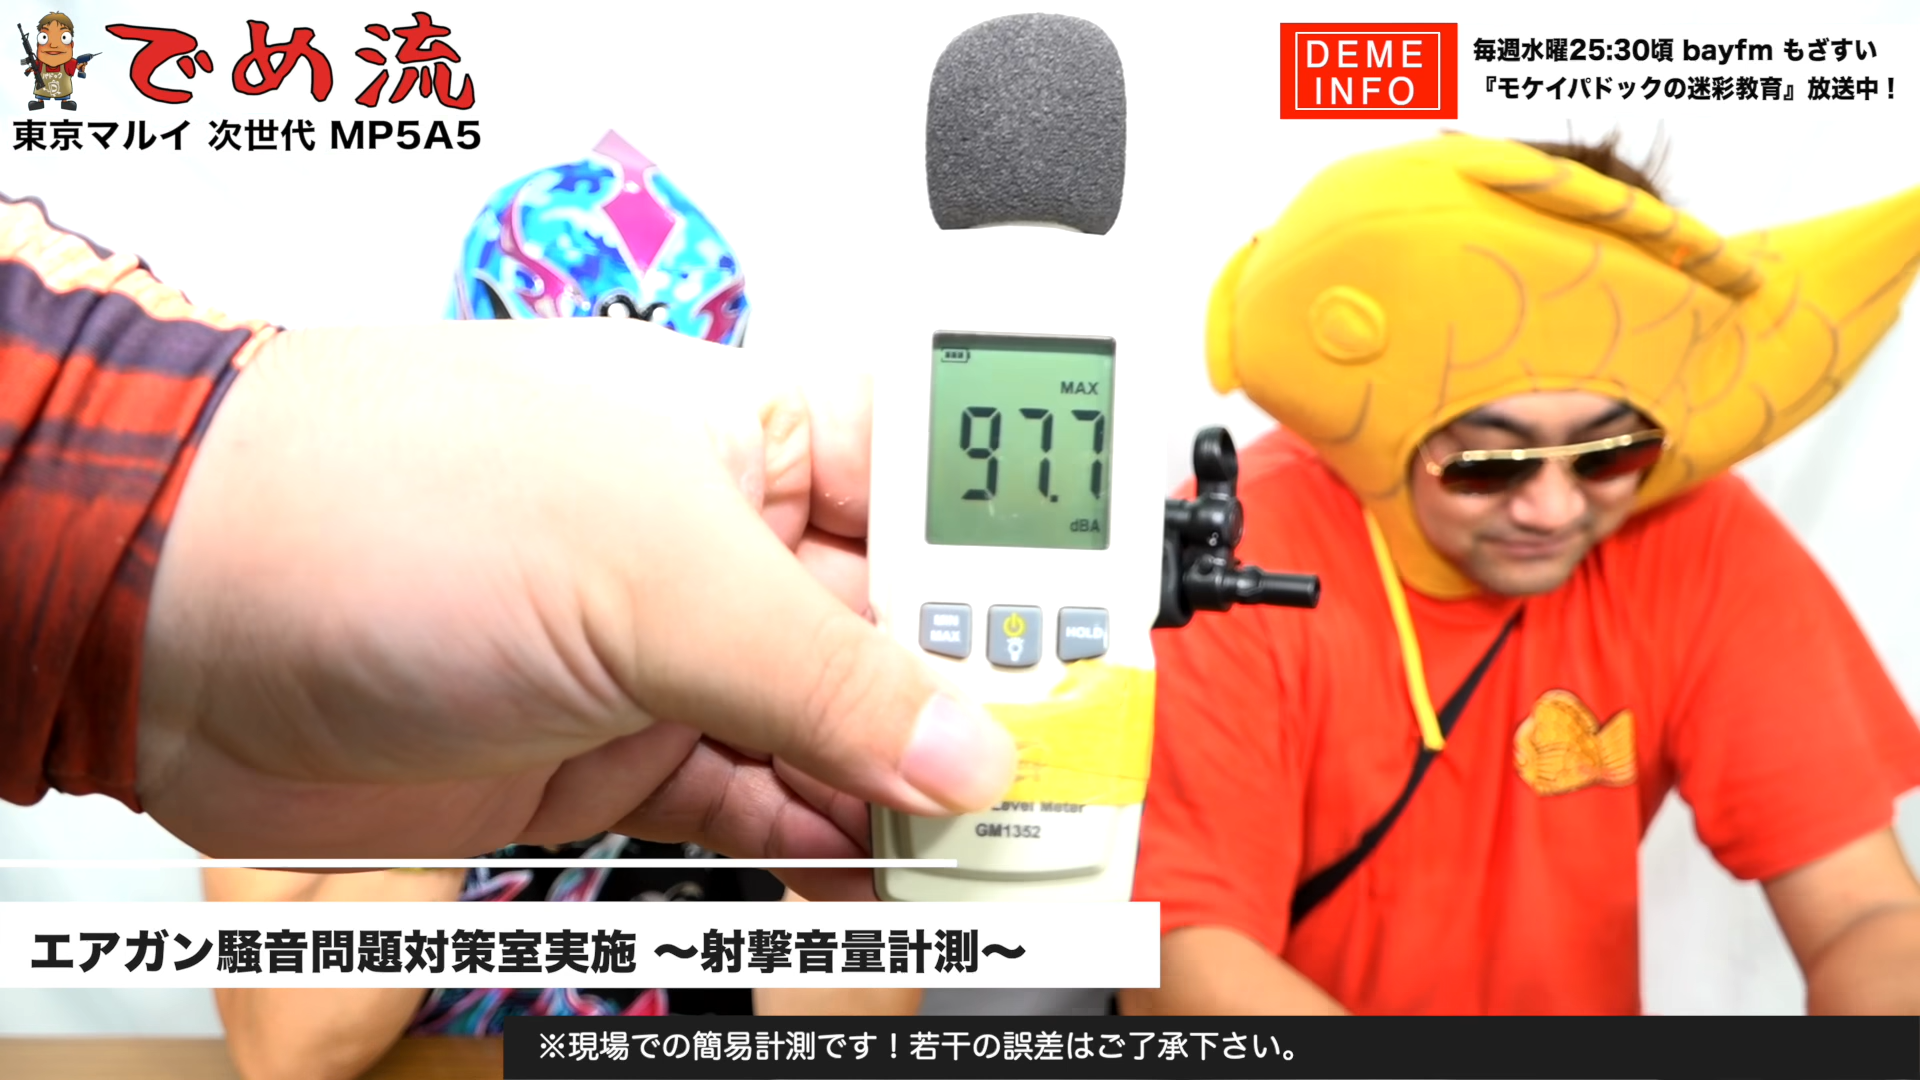 でめ流
東京マルイ 次世代 MP5A5
DEME
INFO
毎週水曜25:30頃 bayfm もざすい
『モケイパドックの迷彩教育』放送中！
MAX
97.7
dBA
MIN
MAX
HOLD
Level Meter
GM1352
エアガン騒音問題対策室実施 〜射撃音量計測〜
※現場での簡易計測です！若干の誤差はご了承下さい。